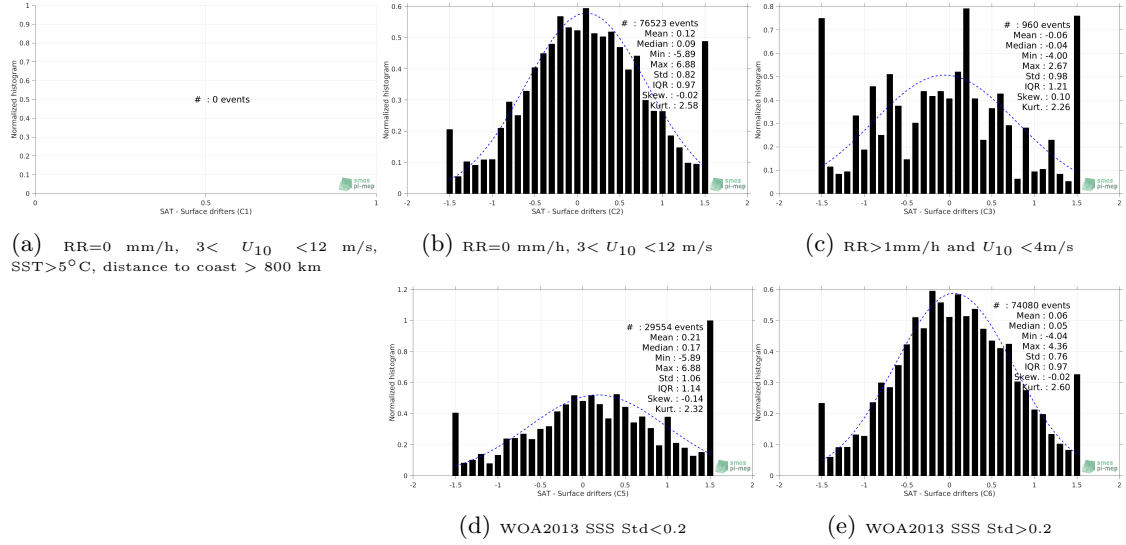 Normalized histogram
1
0.9
0.8
0.7
0.6
0.5
0.4
0.3
0.2
0.1
0
# : 0 events
0 0.5 1
SAT - Surface drifters (C1)
smos
pi-mep
(a) RR=0 mm/h, 3< U10 <12 m/s,
SST>5°C, distance to coast > 800 km
Normalized histogram
0.6
0.5
0.4
0.3
0.2
0.1
0
# : 76523 events
Mean : 0.12
Median : 0.09
Min : -5.89
Max : 6.88
Std : 0.82
IQR : 0.97
Skew. : -0.02
Kurt. : 2.58
-2 -1.5 -1 -0.5 0 0.5 1 1.5 2
SAT - Surface drifters (C2)
smos
pi-mep
(b) RR=0 mm/h, 3< U10 <12 m/s
Normalized histogram
0.8
0.7
0.6
0.5
0.4
0.3
0.2
0.1
0
# : 960 events
Mean : -0.06
Median : -0.04
Min : -4.00
Max : 2.67
Std : 0.98
IQR : 1.21
Skew. : 0.10
Kurt. : 2.26
-2 -1.5 -1 -0.5 0 0.5 1 1.5 2
SAT - Surface drifters (C3)
smos
pi-mep
(c) RR>1mm/h and U10 <4m/s
Normalized histogram
1.2
1
0.8
0.6
0.4
0.2
0
# : 29554 events
Mean : 0.21
Median : 0.17
Min : -5.89
Max : 6.88
Std : 1.06
IQR : 1.14
Skew. : -0.14
Kurt. : 2.32
-2 -1.5 -1 -0.5 0 0.5 1 1.5 2
SAT - Surface drifters (C5)
smos
pi-mep
(d) WOA2013 SSS Std<0.2
Normalized histogram
0.6
0.5
0.4
0.3
0.2
0.1
0
# : 74080 events
Mean : 0.06
Median : 0.05
Min : -4.04
Max : 4.36
Std : 0.76
IQR : 0.97
Skew. : -0.02
Kurt. : 2.60
-2 -1.5 -1 -0.5 0 0.5 1 1.5 2
SAT - Surface drifters (C6)
smos
pi-mep
(e) WOA2013 SSS Std>0.2